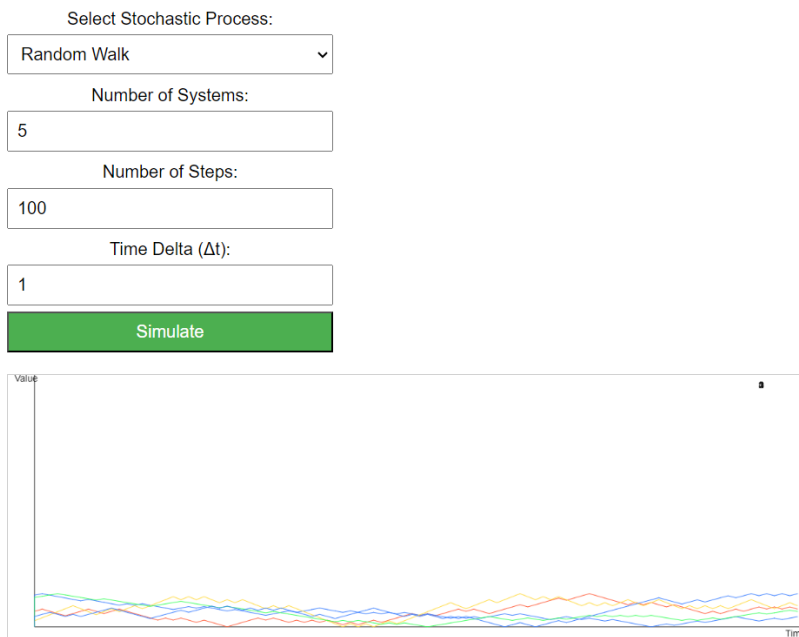 Select Stochastic Process:
Random Walk
Number of Systems:
5
Number of Steps:
100
Time Delta (Δt):
1
Simulate
Value
Tim